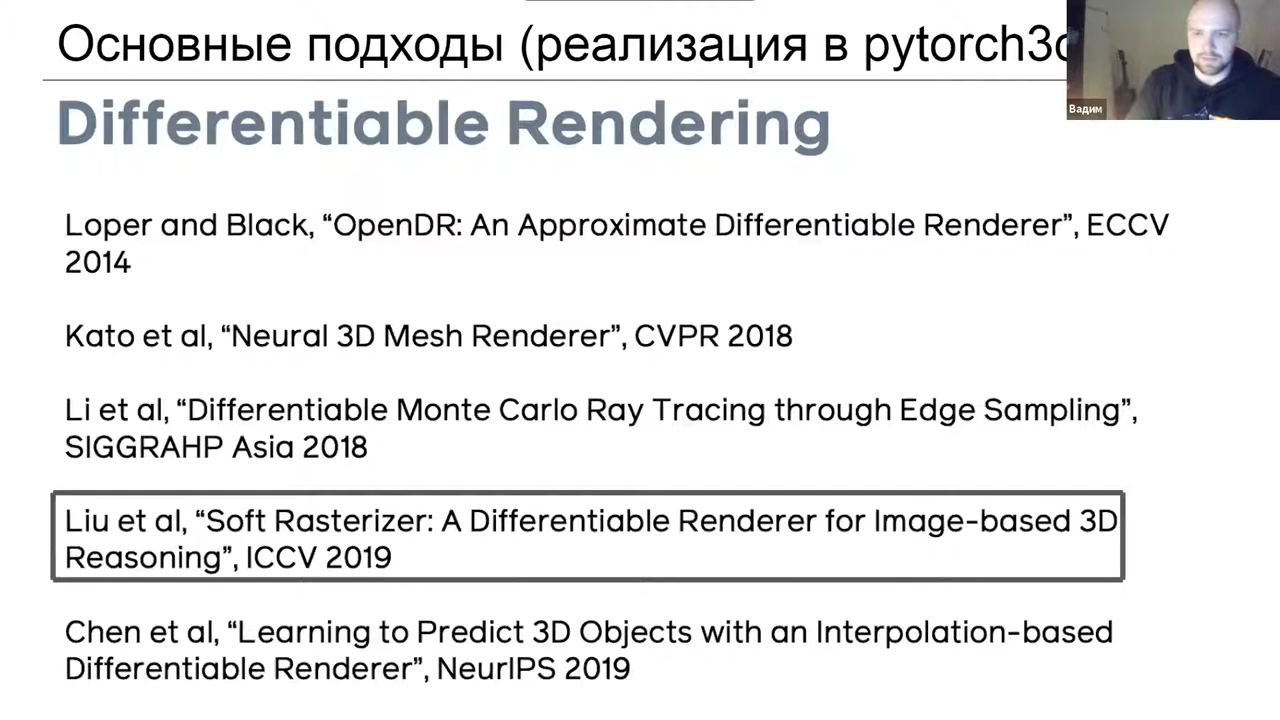 Основные подходы (реализация в pytorch3d
Вадим
Differentiable Rendering
Loper and Black, “OpenDR: An Approximate Differentiable Renderer”, ECCV
2014
Kato et al, “Neural 3D Mesh Renderer”, CVPR 2018
Li et al, “Differentiable Monte Carlo Ray Tracing through Edge Sampling”,
SIGGRAHP Asia 2018
Liu et al, “Soft Rasterizer: A Differentiable Renderer for Image-based 3D
Reasoning”, ICCV 2019
Chen et al, “Learning to Predict 3D Objects with an Interpolation-based
Differentiable Renderer”, NeurIPS 2019